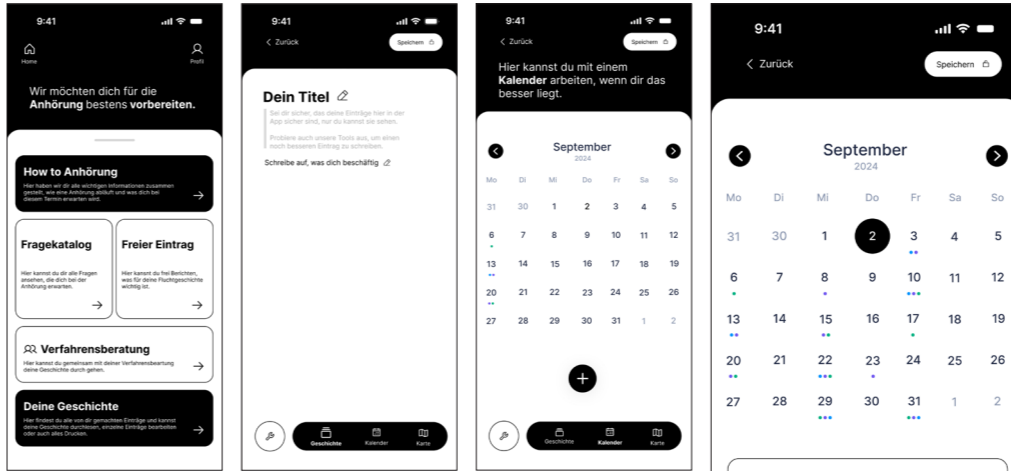 9:41
Home
Profil
Wir möchten dich für die
Anhörung bestens vorbereiten.
How to Anhörung
Hier haben wir dir alle wichtigen Informationen zusammen
gestellt, wie eine Anhörung abläuft und was dich bei
diesem Termin erwarten wird.
Fragekatalog
Hier kannst du dir alle Fragen
ansehen, die dich bei der
Anhörung erwarten.
Freier Eintrag
Hier kannst du frei Berichten,
was für deine Fluchtgeschichte
wichtig ist.
Verfahrensberatung
Hier kannst du gemeinsam mit deiner Verfahrensbeartung
deine Geschichte durch gehen.
Deine Geschichte
Hier findest du alle von dir gemachten Einträge und kannst
deine Geschichte durchlesen, einzelne Einträge bearbeiten
oder auch alles Drucken.
9:41
Zurück
Speichern
Dein Titel
Sei dir sicher, das deine Einträge hier in der
App sicher sind, nur du kannst sie sehen.
Probiere auch unsere Tools aus, um einen
noch besseren Eintrag zu schreiben.
Schreibe auf, was dich beschäftig
Geschichte Kalender Karte
9:41
Zurück
Speichern
Hier kannst du mit einem
Kalender arbeiten, wenn dir das
besser liegt.
September
2024
Mo Di Mi Do Fr Sa So
31 30 1 2 3 4 5
6 7 8 9 10 11 12
13 14 15 16 17 18 19
20 21 22 23 24 25 26
27 28 29 30 31 1 2
Geschichte Kalender Karte
9:41
Zurück
Speichern
September
2024
Mo Di Mi Do Fr Sa So
31 30 1 2 3 4 5
6 7 8 9 10 11 12
13 14 15 16 17 18 19
20 21 22 23 24 25 26
27 28 29 30 31 1 2